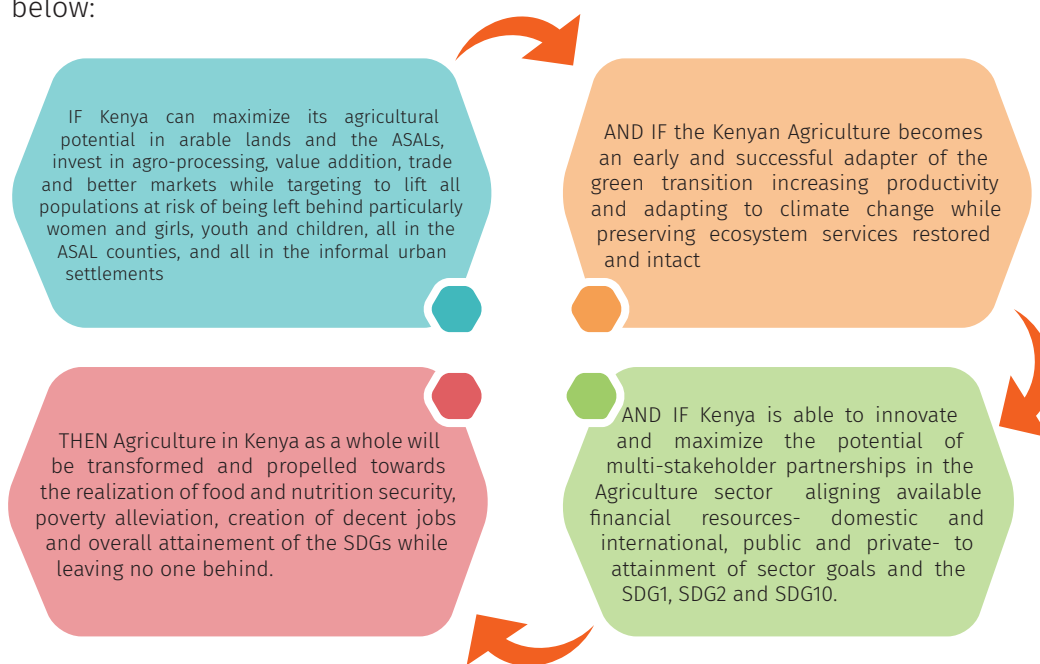 below:
IF Kenya can maximize its agricultural
potential in arable lands and the ASALs,
invest in agro-processing, value addition, trade
and better markets while targeting to lift all
populations at risk of being left behind particularly
women and girls, youth and children, all in the
ASAL counties, and all in the informal urban
settlements
AND IF the Kenyan Agriculture becomes
an early and successful adapter of the
green transition increasing productivity
and adapting to climate change while
preserving ecosystem services restored
and intact
AND IF Kenya is able to innovate
and maximize the potential of
multi-stakeholder partnerships in the
Agriculture sector aligning available
financial resources- domestic and
international, public and private- to
attainment of sector goals and the
SDG1, SDG2 and SDG10.
THEN Agriculture in Kenya as a whole will
be transformed and propelled towards
the realization of food and nutrition security,
poverty alleviation, creation of decent jobs
and overall attainement of the SDGs while
leaving no one behind.